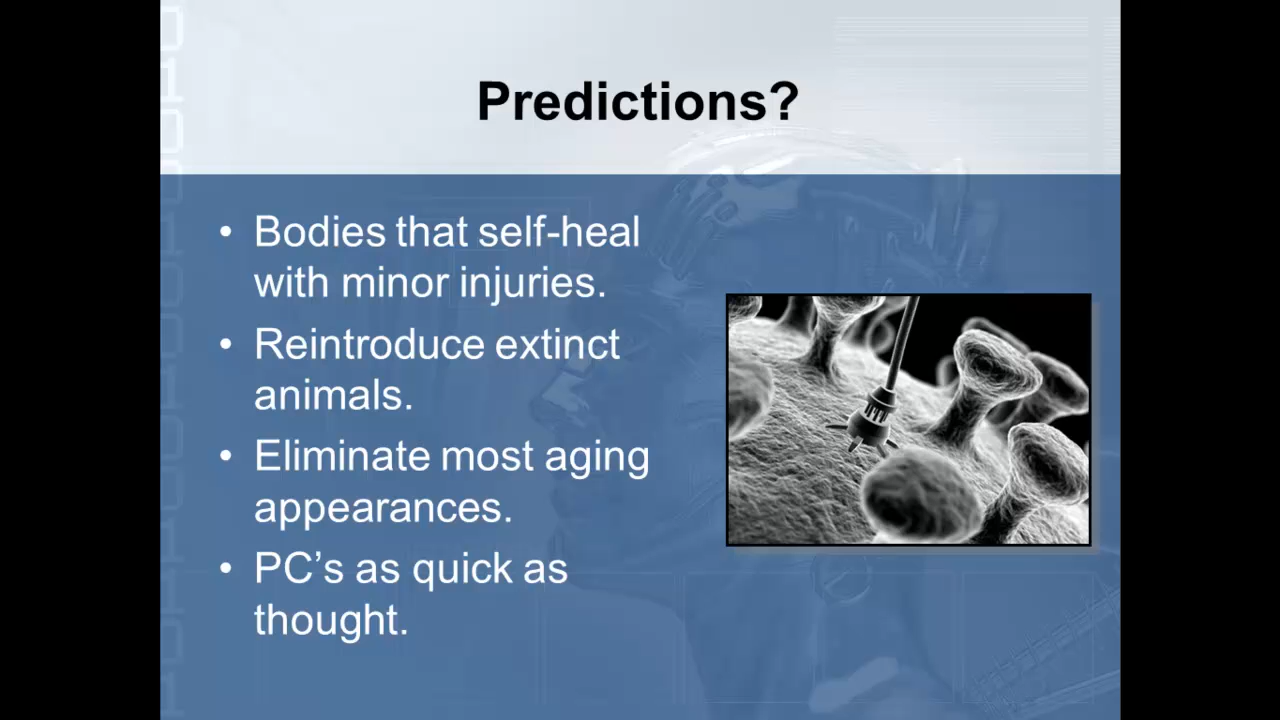 Predictions?
• Bodies that self-heal
with minor injuries.
• Reintroduce extinct
animals.
• Eliminate most aging
appearances.
• PC’s as quick as
thought.